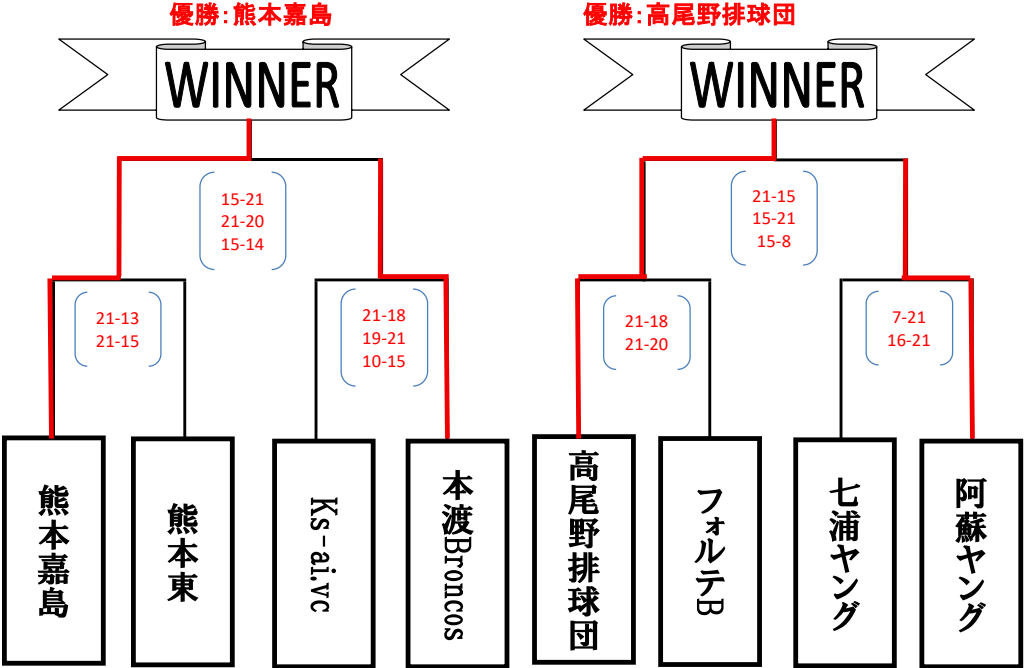 優勝：熊本嘉島
WINNER
15-21
21-20
15-14
21-13
21-15
21-18
19-21
10-15
熊本嘉島
熊本東
Ks-ai.vc
本渡Broncos
優勝：高尾野排球団
WINNER
21-15
15-21
15-8
21-18
21-20
7-21
16-21
高尾野排球団
フォルテB
七浦ヤング
阿蘇ヤング